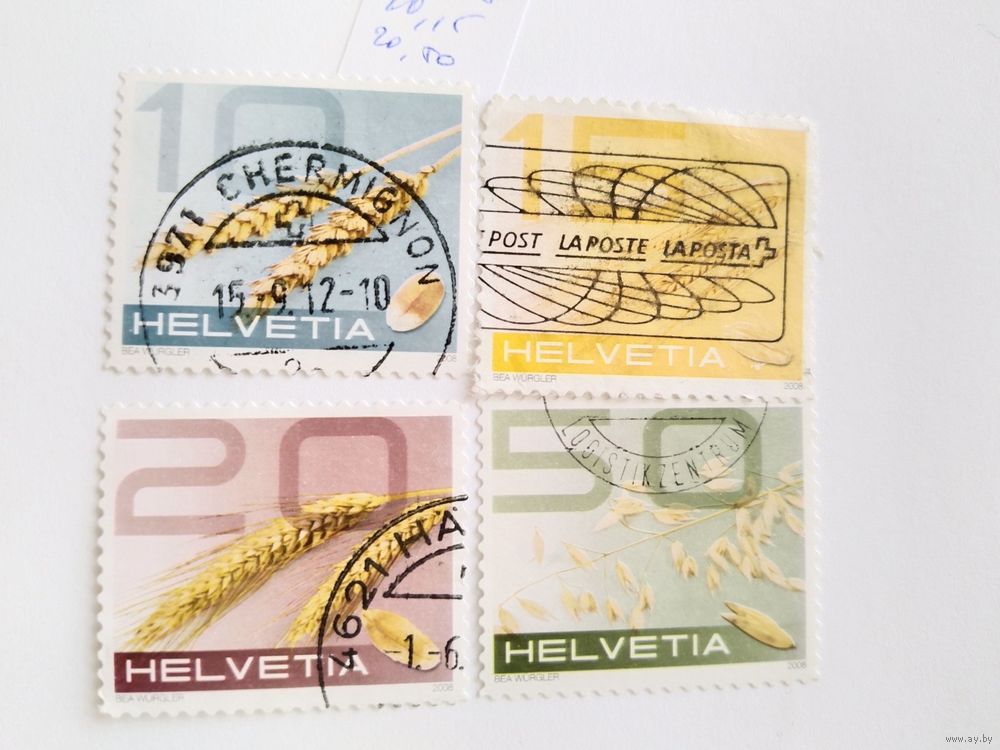 20,15
20,50
10
3971 CHERMIGNON
15-9.12-10
HELVETIA
BEA WÜRGLER 2008
15
POST LA POSTE LA POSTA
HELVETIA
BEA WÜRGLER 2008
20
4621 HÄ
-1.-6.
HELVETIA
BEA WÜRGLER 2008
50
LOGISTIKZENTRUM
HELVETIA
BEA WÜRGLER 2008
www.ay.by